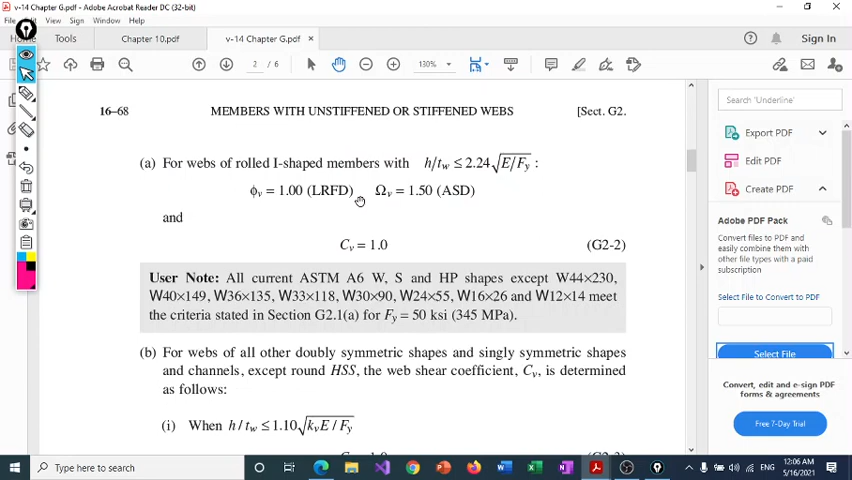 v-14 Chapter G.pdf - Adobe Acrobat Reader DC (32-bit)
File Edit View Sign Window Help
Home Tools Chapter 10.pdf v-14 Chapter G.pdf × Sign In
2 / 6 130%
16–68 MEMBERS WITH UNSTIFFENED OR STIFFENED WEBS [Sect. G2.
(a) For webs of rolled I-shaped members with h/tw ≤ 2.24√E/Fy :
ϕv = 1.00 (LRFD) Ωv = 1.50 (ASD)
and
Cv = 1.0 (G2-2)
User Note: All current ASTM A6 W, S and HP shapes except W44×230,
W40×149, W36×135, W33×118, W30×90, W24×55, W16×26 and W12×14 meet
the criteria stated in Section G2.1(a) for Fy = 50 ksi (345 MPa).
(b) For webs of all other doubly symmetric shapes and singly symmetric shapes
and channels, except round HSS, the web shear coefficient, Cv, is determined
as follows:
(i) When h / tw ≤ 1.10√kvE / Fy
Search 'Underline'
Export PDF
Edit PDF
Create PDF
Adobe PDF Pack
Convert files to PDF and
easily combine them with
other file types with a paid
subscription
Select File to Convert to PDF
Select File
Convert, edit and e-sign PDF
forms & agreements
Free 7-Day Trial
Type here to search
ENG
12:06 AM
5/16/2021